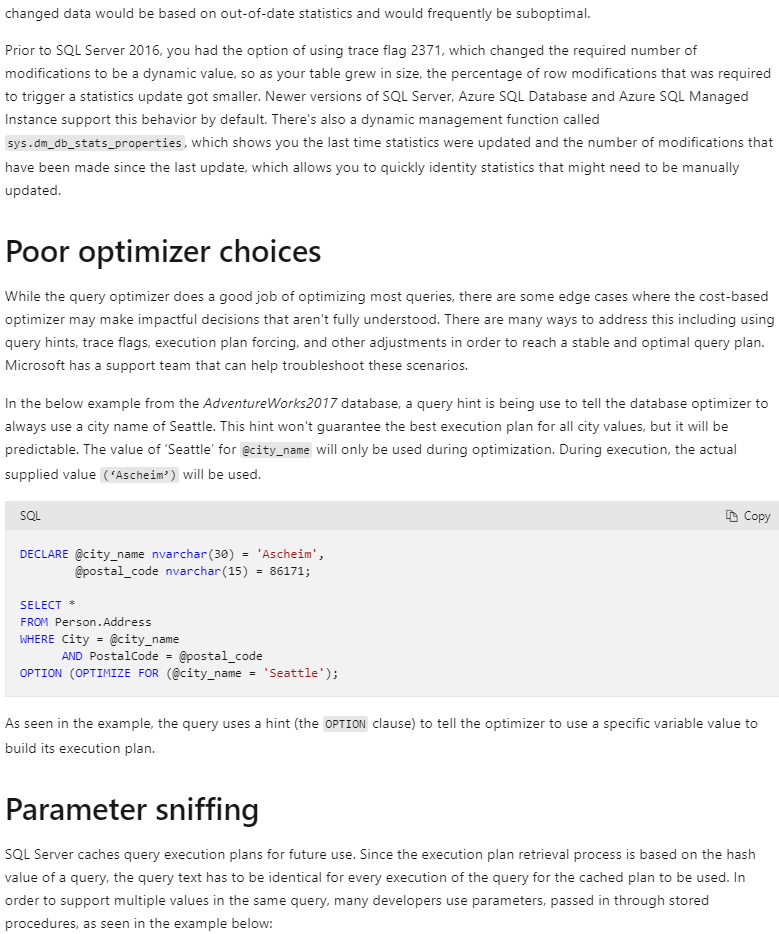 changed data would be based on out-of-date statistics and would frequently be suboptimal.
Prior to SQL Server 2016, you had the option of using trace flag 2371, which changed the required number of
modifications to be a dynamic value, so as your table grew in size, the percentage of row modifications that was required
to trigger a statistics update got smaller. Newer versions of SQL Server, Azure SQL Database and Azure SQL Managed
Instance support this behavior by default. There's also a dynamic management function called
sys.dm_db_stats_properties, which shows you the last time statistics were updated and the number of modifications that
have been made since the last update, which allows you to quickly identity statistics that might need to be manually
updated.
Poor optimizer choices
While the query optimizer does a good job of optimizing most queries, there are some edge cases where the cost-based
optimizer may make impactful decisions that aren't fully understood. There are many ways to address this including using
query hints, trace flags, execution plan forcing, and other adjustments in order to reach a stable and optimal query plan.
Microsoft has a support team that can help troubleshoot these scenarios.
In the below example from the AdventureWorks2017 database, a query hint is being use to tell the database optimizer to
always use a city name of Seattle. This hint won't guarantee the best execution plan for all city values, but it will be
predictable. The value of ‘Seattle’ for @city_name will only be used during optimization. During execution, the actual
supplied value (‘Ascheim’) will be used.
SQL Copy
DECLARE @city_name nvarchar(30) = 'Ascheim',
        @postal_code nvarchar(15) = 86171;
SELECT *
FROM Person.Address
WHERE City = @city_name
      AND PostalCode = @postal_code
OPTION (OPTIMIZE FOR (@city_name = 'Seattle');
As seen in the example, the query uses a hint (the OPTION clause) to tell the optimizer to use a specific variable value to
build its execution plan.
Parameter sniffing
SQL Server caches query execution plans for future use. Since the execution plan retrieval process is based on the hash
value of a query, the query text has to be identical for every execution of the query for the cached plan to be used. In
order to support multiple values in the same query, many developers use parameters, passed in through stored
procedures, as seen in the example below: